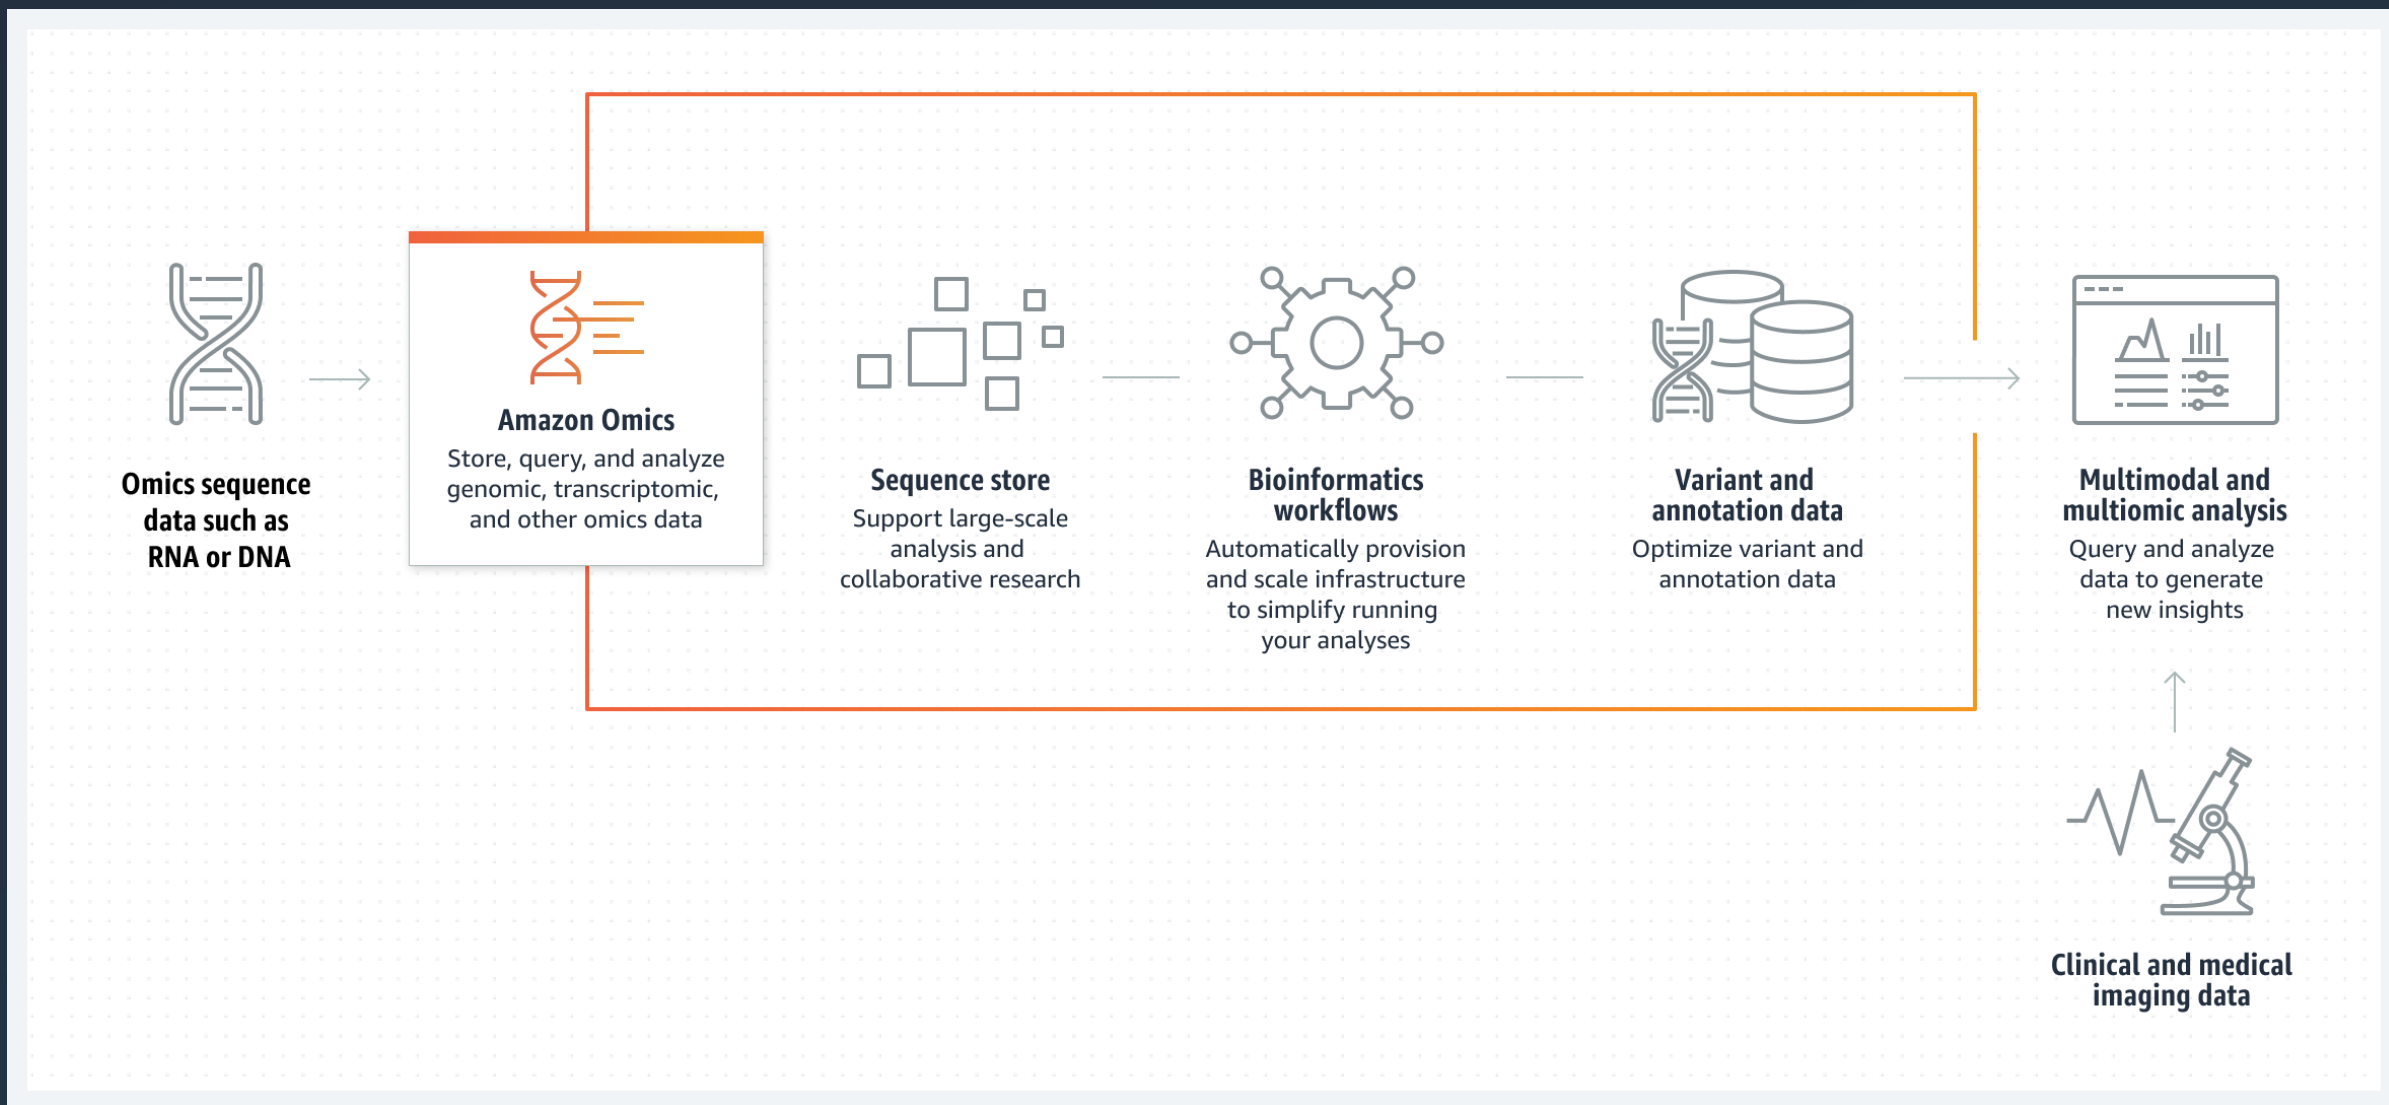 Omics sequence
data such as
RNA or DNA
Amazon Omics
Store, query, and analyze
genomic, transcriptomic,
and other omics data
Sequence store
Support large-scale
analysis and
collaborative research
Bioinformatics
workflows
Automatically provision
and scale infrastructure
to simplify running
your analyses
Variant and
annotation data
Optimize variant and
annotation data
Multimodal and
multiomic analysis
Query and analyze
data to generate
new insights
Clinical and medical
imaging data